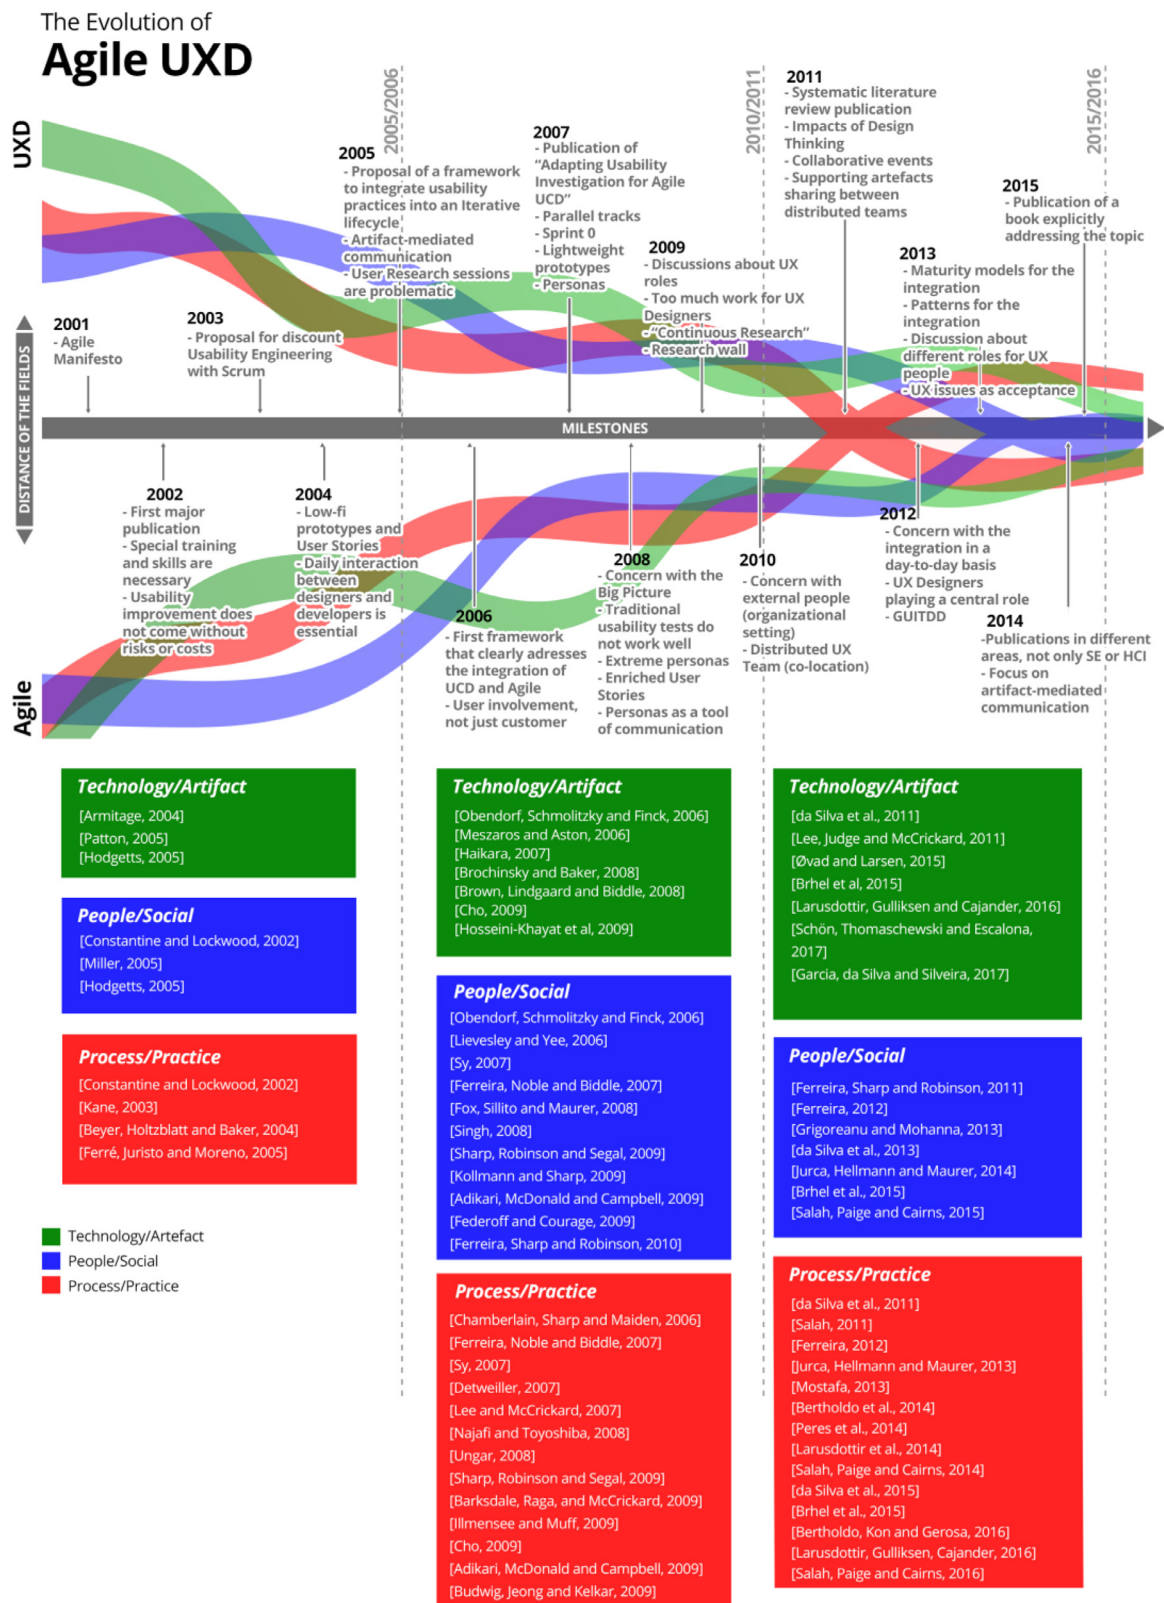 The Evolution of
Agile UXD
UXD
DISTANCE OF THE FIELDS
Agile
2005/2006
2010/2011
2015/2016
MILESTONES
2001
- Agile
Manifesto
2003
- Proposal for discount
Usability Engineering
with Scrum
2005
- Proposal of a framework
to integrate usability
practices into an Iterative
lifecycle
- Artifact-mediated
communication
- User Research sessions
are problematic
2007
- Publication of
“Adapting Usability
Investigation for Agile
UCD”
- Parallel tracks
- Sprint 0
- Lightweight
prototypes
- Personas
2009
- Discussions about UX
roles
- Too much work for UX
Designers
- “Continuous Research”
- Research wall
2011
- Systematic literature
review publication
- Impacts of Design
Thinking
- Collaborative events
- Supporting artefacts
sharing between
distributed teams
2013
- Maturity models for the
integration
- Patterns for the
integration
- Discussion about
different roles for UX
people
- UX issues as acceptance
2015
- Publication of a
book explicitly
addressing the topic
2002
- First major
publication
- Special training
and skills are
necessary
- Usability
improvement does
not come without
risks or costs
2004
- Low-fi
prototypes and
User Stories
- Daily interaction
between
designers and
developers is
essential
2006
- First framework
that clearly adresses
the integration of
UCD and Agile
- User involvement,
not just customer
2008
- Concern with the
Big Picture
- Traditional
usability tests do
not work well
- Extreme personas
- Enriched User
Stories
- Personas as a tool
of communication
2010
- Concern with
external people
(organizational
setting)
- Distributed UX
Team (co-location)
2012
- Concern with the
integration in a
day-to-day basis
- UX Designers
playing a central role
- GUITDD
2014
-Publications in different
areas, not only SE or HCI
- Focus on
artifact-mediated
communication
Technology/Artifact
[Armitage, 2004]
[Patton, 2005]
[Hodgetts, 2005]
People/Social
[Constantine and Lockwood, 2002]
[Miller, 2005]
[Hodgetts, 2005]
Process/Practice
[Constantine and Lockwood, 2002]
[Kane, 2003]
[Beyer, Holtzblatt and Baker, 2004]
[Ferré, Juristo and Moreno, 2005]
Technology/Artefact
People/Social
Process/Practice
Technology/Artifact
[Obendorf, Schmolitzky and Finck, 2006]
[Meszaros and Aston, 2006]
[Haikara, 2007]
[Brochinsky and Baker, 2008]
[Brown, Lindgaard and Biddle, 2008]
[Cho, 2009]
[Hosseini-Khayat et al, 2009]
People/Social
[Obendorf, Schmolitzky and Finck, 2006]
[Lievesley and Yee, 2006]
[Sy, 2007]
[Ferreira, Noble and Biddle, 2007]
[Fox, Sillito and Maurer, 2008]
[Singh, 2008]
[Sharp, Robinson and Segal, 2009]
[Kollmann and Sharp, 2009]
[Adikari, McDonald and Campbell, 2009]
[Federoff and Courage, 2009]
[Ferreira, Sharp and Robinson, 2010]
Process/Practice
[Chamberlain, Sharp and Maiden, 2006]
[Ferreira, Noble and Biddle, 2007]
[Sy, 2007]
[Detweiller, 2007]
[Lee and McCrickard, 2007]
[Najafi and Toyoshiba, 2008]
[Ungar, 2008]
[Sharp, Robinson and Segal, 2009]
[Barksdale, Raga, and McCrickard, 2009]
[Illmensee and Muff, 2009]
[Cho, 2009]
[Adikari, McDonald and Campbell, 2009]
[Budwig, Jeong and Kelkar, 2009]
Technology/Artifact
[da Silva et al., 2011]
[Lee, Judge and McCrickard, 2011]
[Øvad and Larsen, 2015]
[Brhel et al, 2015]
[Larusdottir, Gulliksen and Cajander, 2016]
[Schön, Thomaschewski and Escalona,
2017]
[Garcia, da Silva and Silveira, 2017]
People/Social
[Ferreira, Sharp and Robinson, 2011]
[Ferreira, 2012]
[Grigoreanu and Mohanna, 2013]
[da Silva et al., 2013]
[Jurca, Hellmann and Maurer, 2014]
[Brhel et al., 2015]
[Salah, Paige and Cairns, 2015]
Process/Practice
[da Silva et al., 2011]
[Salah, 2011]
[Ferreira, 2012]
[Jurca, Hellmann and Maurer, 2013]
[Mostafa, 2013]
[Bertholdo et al., 2014]
[Peres et al., 2014]
[Larusdottir et al., 2014]
[Salah, Paige and Cairns, 2014]
[da Silva et al., 2015]
[Brhel et al., 2015]
[Bertholdo, Kon and Gerosa, 2016]
[Larusdottir, Gulliksen, Cajander, 2016]
[Salah, Paige and Cairns, 2016]